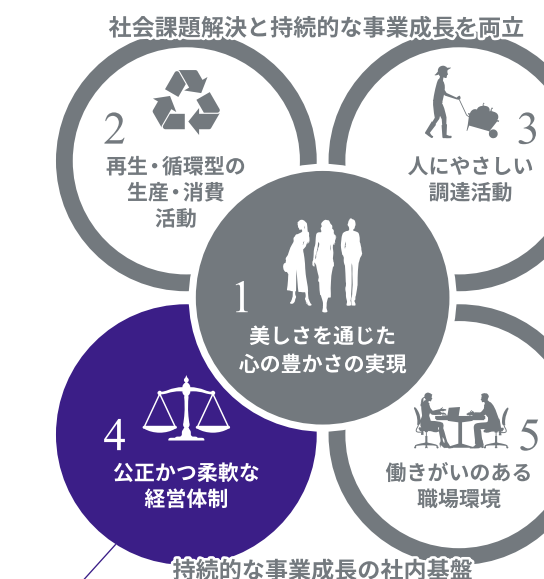 社会課題解決と持続的な事業成長を両立
2
再生・循環型の
生産・消費
活動
3
人にやさしい
調達活動
1
美しさを通じた
心の豊かさの実現
4
公正かつ柔軟な
経営体制
5
働きがいのある
職場環境
持続的な事業成長の社内基盤